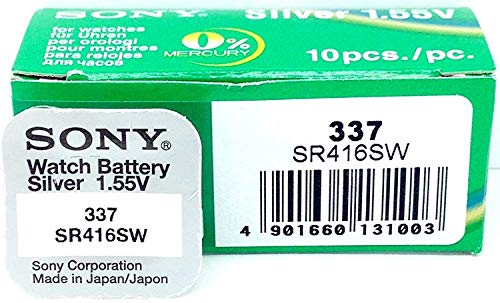 SONY
Silver 1.55V
for watches
für Uhren
per orologi
pour montres
para relojes
для часов
0%
MERCURY
10pcs./pc.
337
SR416SW
4 901660 131003
SONY®
Watch Battery
Silver 1.55V
337
SR416SW
Sony Corporation
Made in Japan/Japon